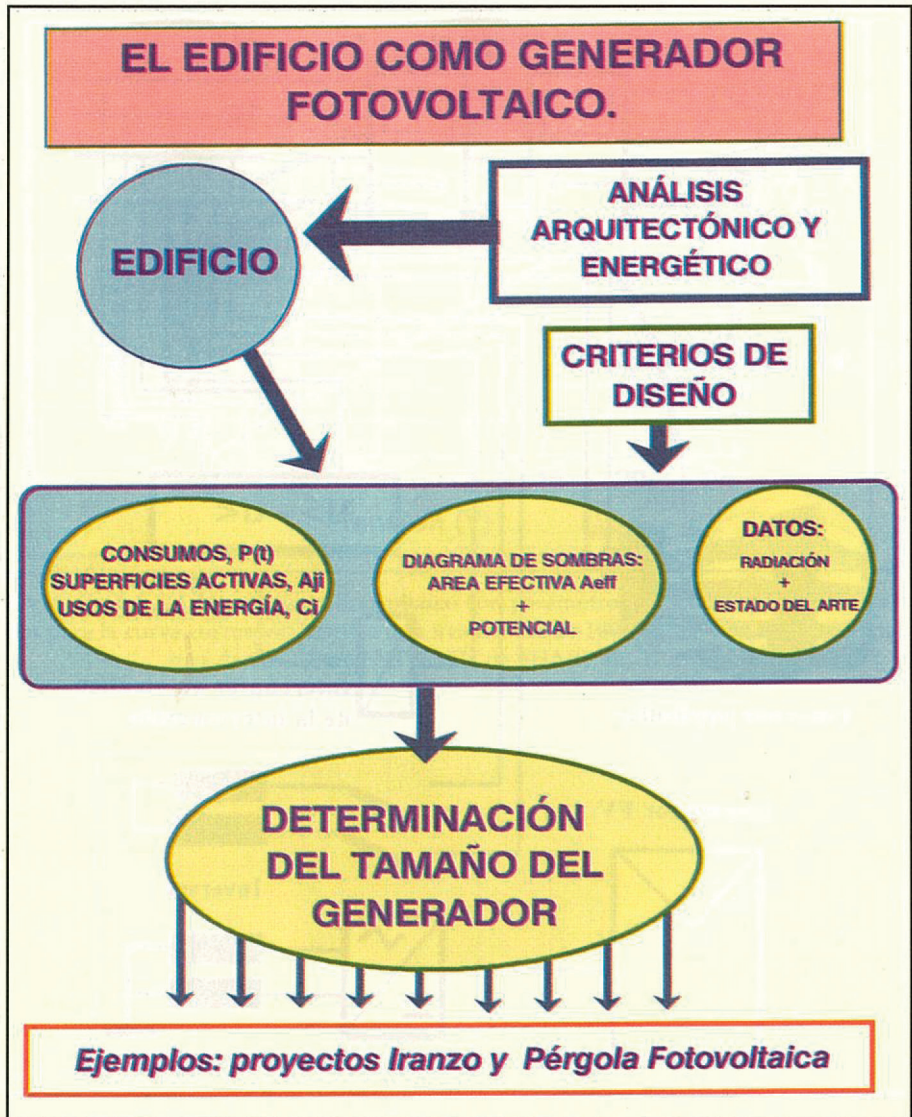 EL EDIFICIO COMO GENERADOR
FOTOVOLTAICO.
EDIFICIO
ANÁLISIS
ARQUITECTÓNICO Y
ENERGÉTICO
CRITERIOS DE
DISEÑO
CONSUMOS, P(t)
SUPERFICIES ACTIVAS, Aji
USOS DE LA ENERGÍA, Ci
DIAGRAMA DE SOMBRAS:
AREA EFECTIVA Aeff
+
POTENCIAL
DATOS:
RADIACIÓN
+
ESTADO DEL ARTE
DETERMINACIÓN
DEL TAMAÑO DEL
GENERADOR
Ejemplos: proyectos Iranzo y Pérgola Fotovoltaica